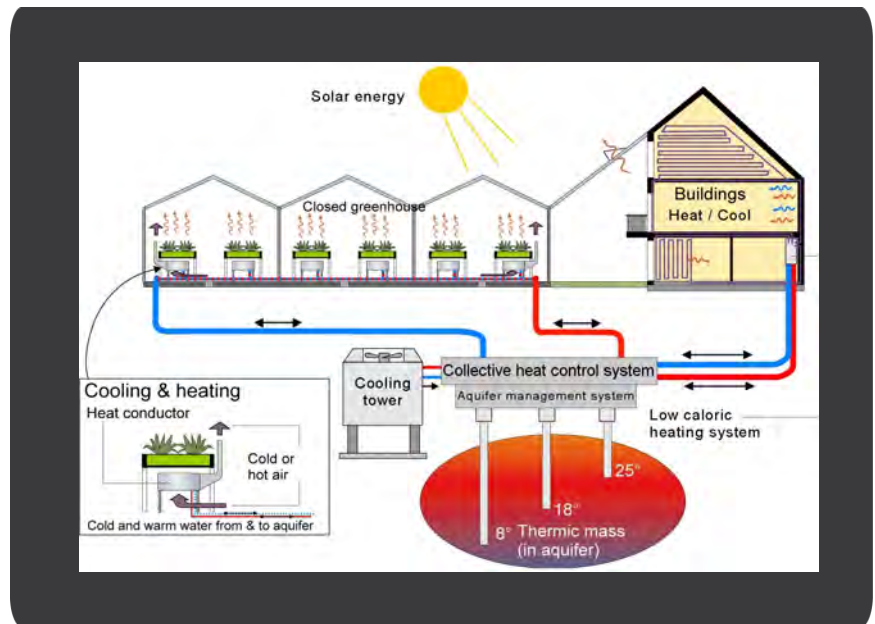 Solar energy
Closed greenhouse
Buildings
Heat / Cool
Cooling
tower
Collective heat control system
Aquifer management system
Low caloric
heating system
25°
18°
8° Thermic mass
(in aquifer)
Cooling & heating
Heat conductor
Cold or
hot air
Cold and warm water from & to aquifer